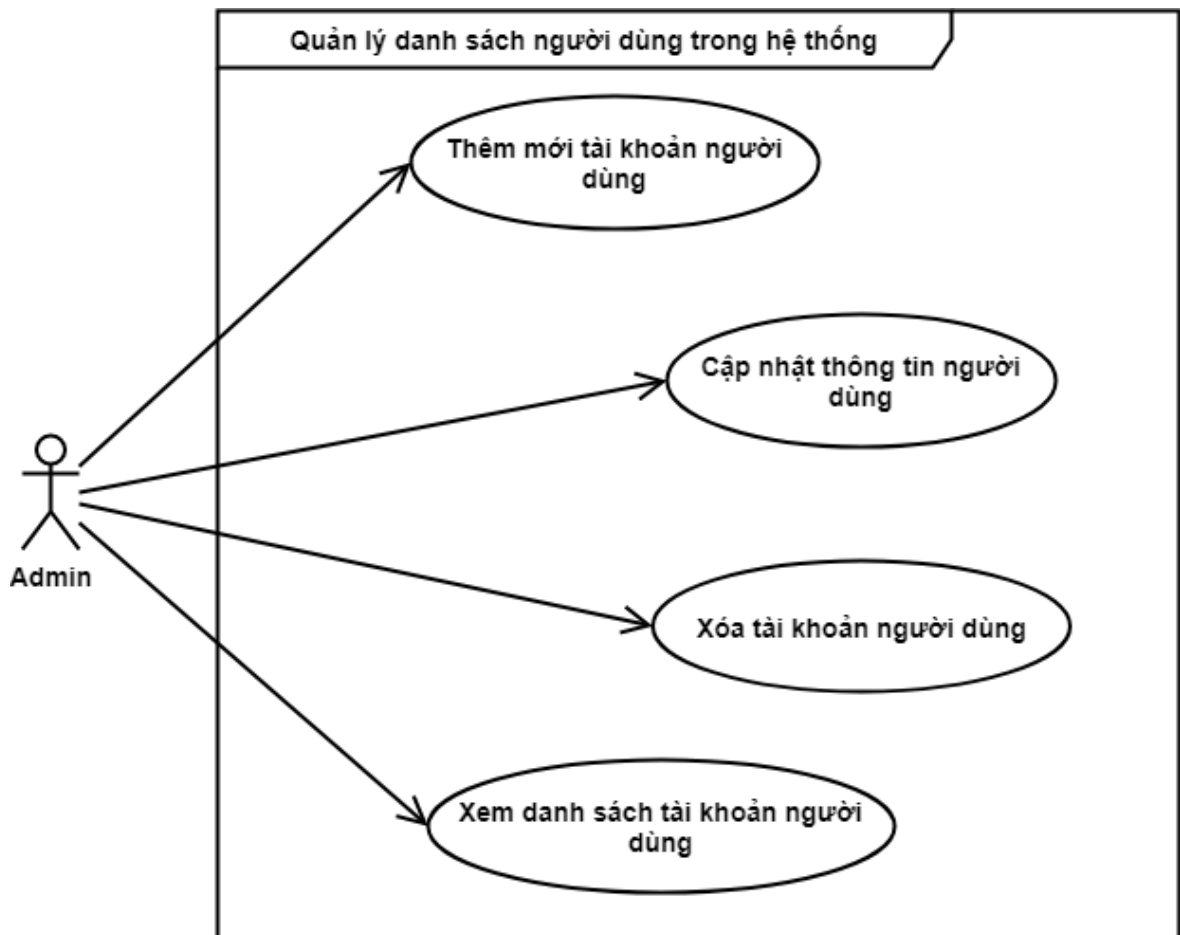 Quản lý danh sách người dùng trong hệ thống
Thêm mới tài khoản người
dùng
Cập nhật thông tin người
dùng
Admin
Xóa tài khoản người dùng
Xem danh sách tài khoản người
dùng